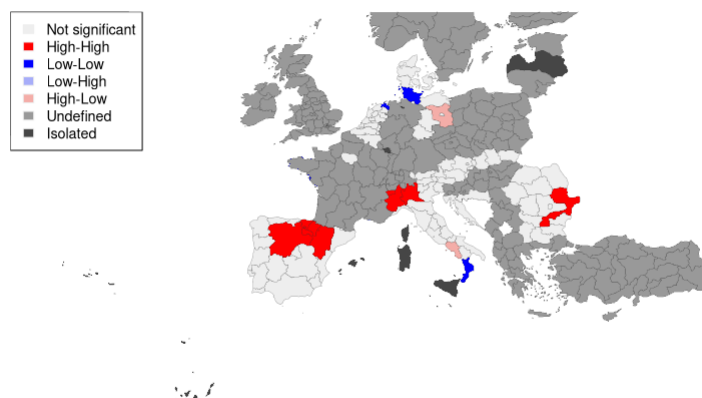 Not significant
High-High
Low-Low
Low-High
High-Low
Undefined
Isolated